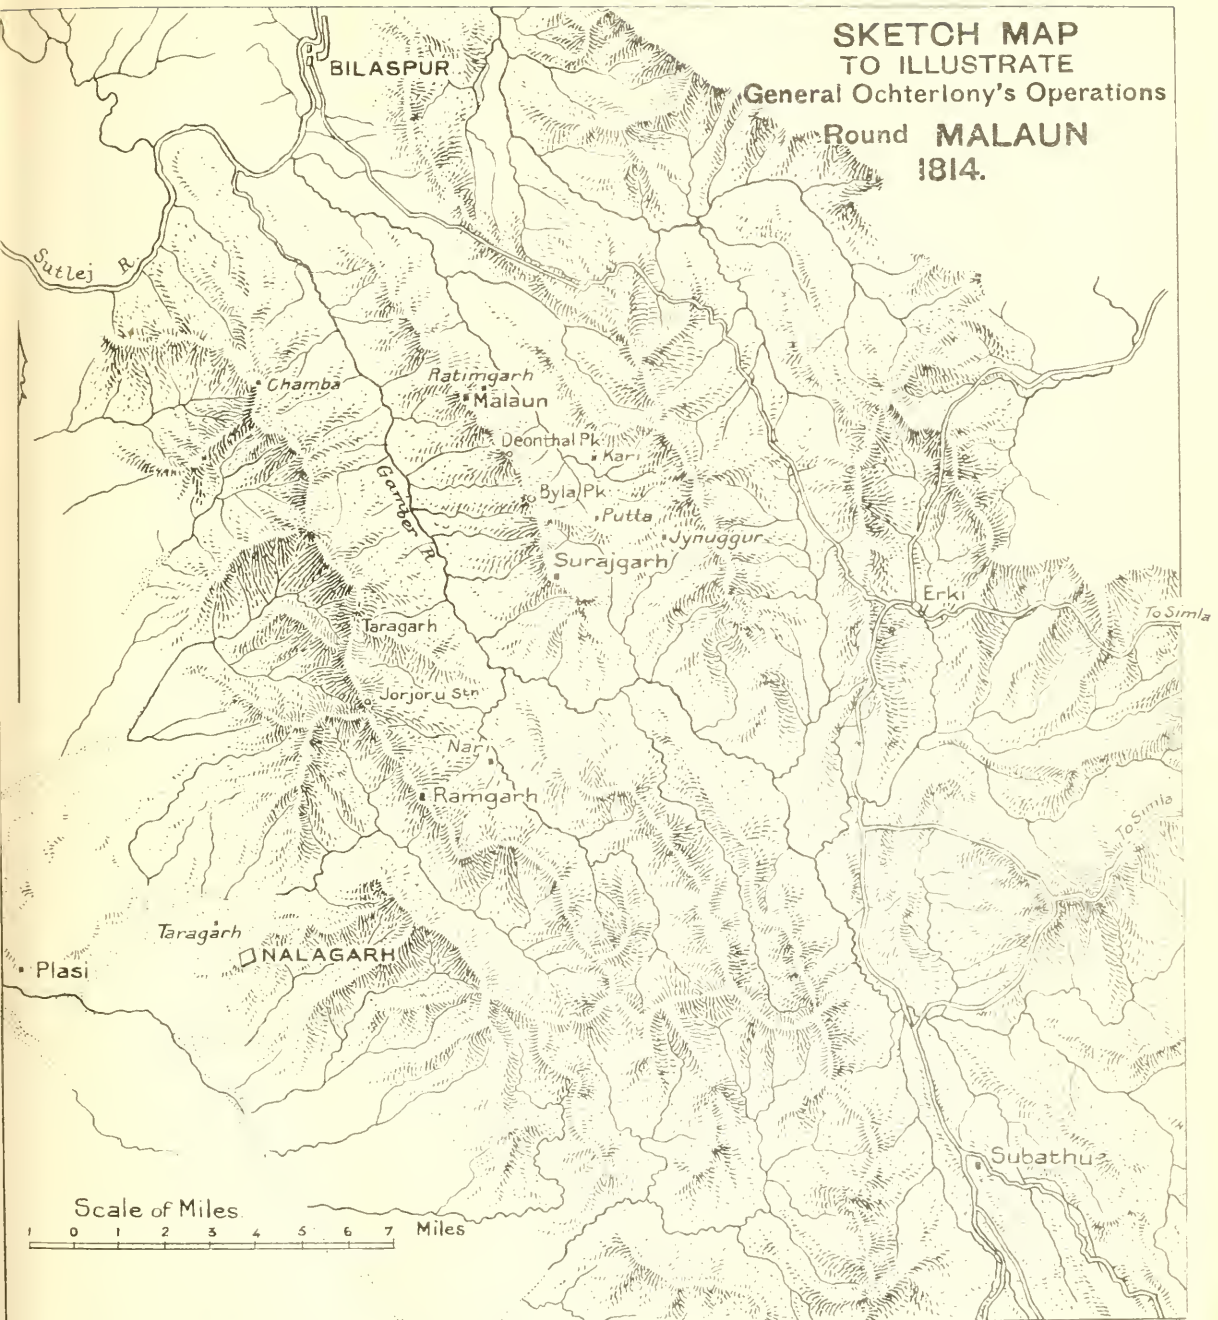 SKETCH MAP
TO ILLUSTRATE
General Ochterlony's Operations
Round MALAUN
1814.
BILASPUR
Sutlej R.
Chamba
Ratimgarh
Malaun
Deonthal Pk.
Kari
Gamber R.
Byla Pk.
Putta
Jynuggur
Surajgarh
Erki
To Simla
Taragarh
Jorjoru Stn
Nari
Ramgarh
To Simla
Taragarh
NALAGARH
Plasi
Subathu
Scale of Miles.
1 0 1 2 3 4 5 6 7 Miles